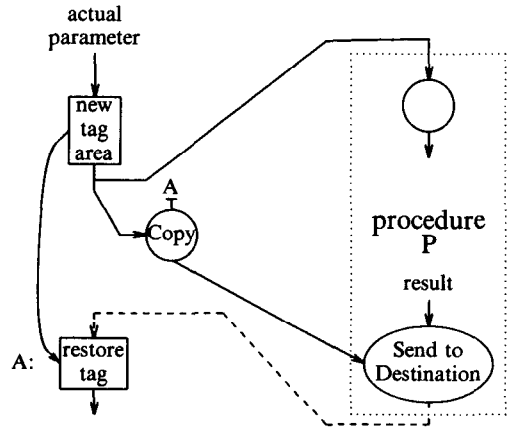 actual
parameter
new
tag
area
A
Copy
procedure
P
result
A:
restore
tag
Send to
Destination